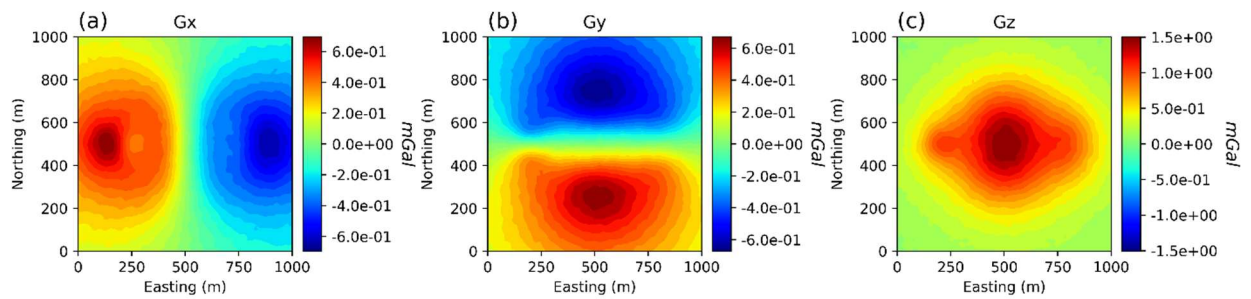 (a) Gx
1000
800
600
400
200
0
Northing (m)
0 250 500 750 1000
Easting (m)
6.0e-01
4.0e-01
2.0e-01
0.0e+00
-2.0e-01
-4.0e-01
-6.0e-01
mGal
(b) Gy
1000
800
600
400
200
0
Northing (m)
0 250 500 750 1000
Easting (m)
6.0e-01
4.0e-01
2.0e-01
0.0e+00
-2.0e-01
-4.0e-01
-6.0e-01
mGal
(c) Gz
1000
800
600
400
200
0
Northing (m)
0 250 500 750 1000
Easting (m)
1.5e+00
1.0e+00
5.0e-01
0.0e+00
-5.0e-01
-1.0e+00
-1.5e+00
mGal